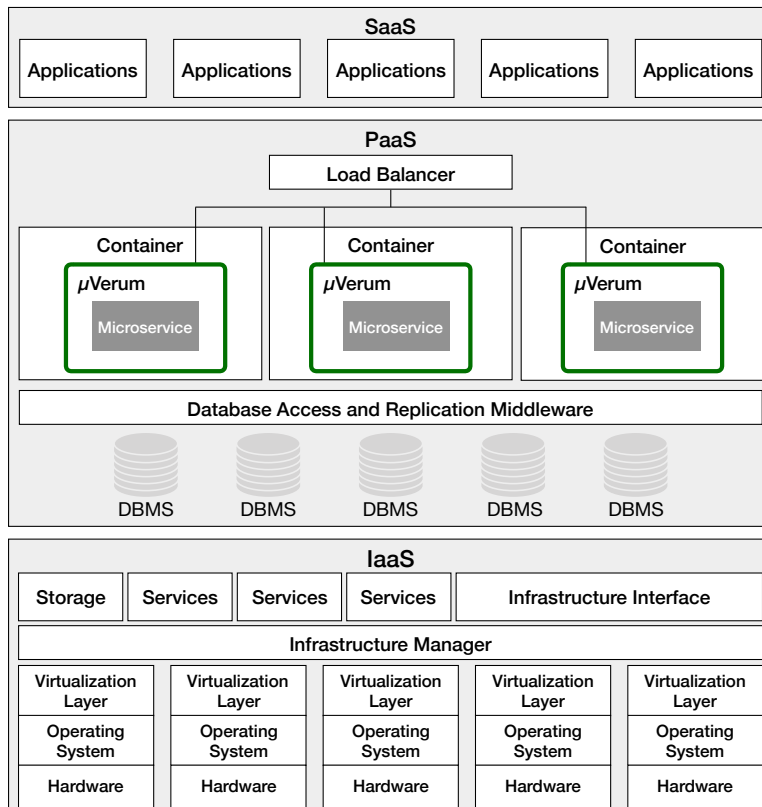 SaaS
Applications Applications Applications Applications Applications
PaaS
Load Balancer
Container Container Container
µVerum µVerum µVerum
Microservice Microservice Microservice
Database Access and Replication Middleware
DBMS DBMS DBMS DBMS DBMS
IaaS
Storage Services Services Services Infrastructure Interface
Infrastructure Manager
Virtualization Virtualization Virtualization Virtualization Virtualization
Layer Layer Layer Layer Layer
Operating Operating Operating Operating Operating
System System System System System
Hardware Hardware Hardware Hardware Hardware